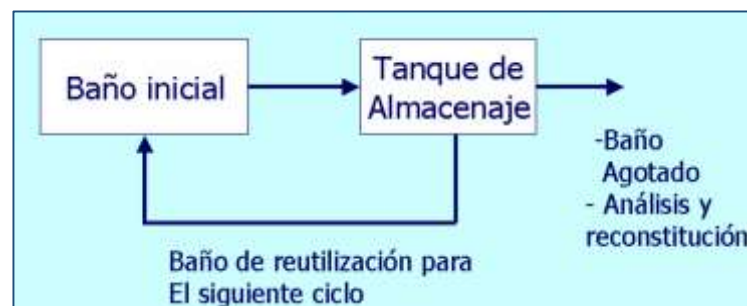 Baño inicial
Tanque de
Almacenaje
-Baño
Agotado
- Análisis y
reconstitución
Baño de reutilización para
El siguiente ciclo